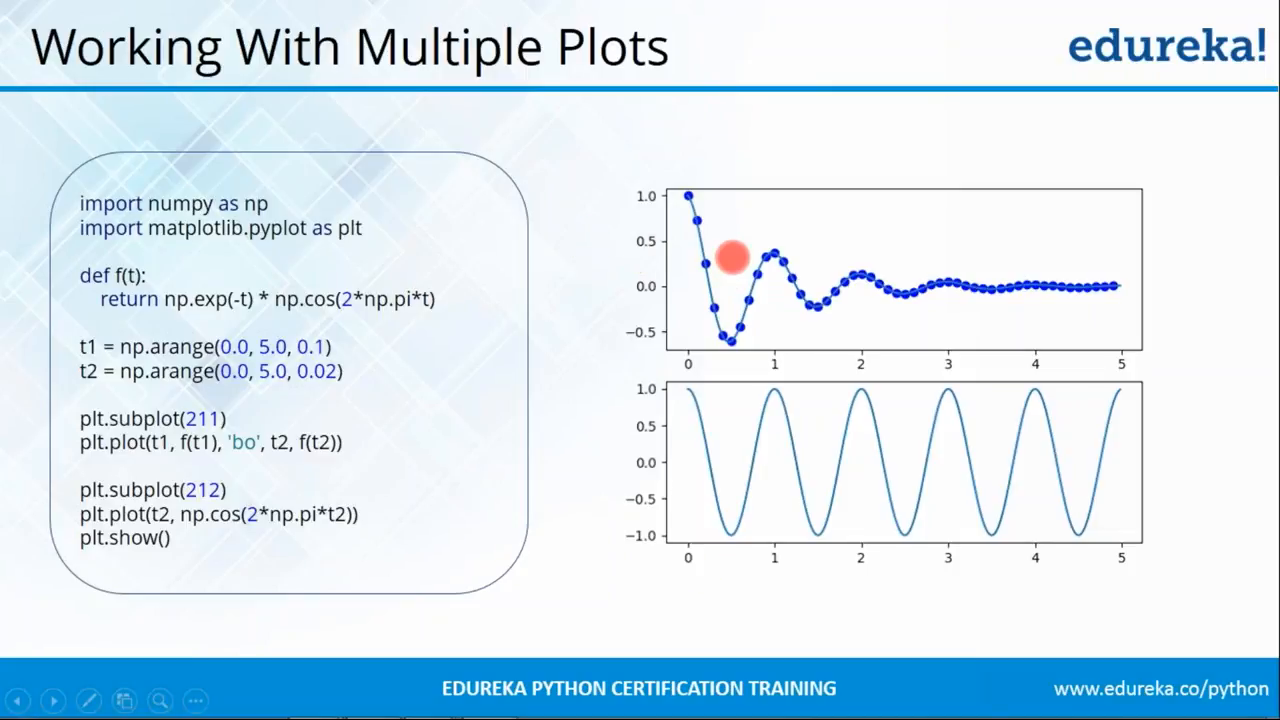 Working With Multiple Plots
edureka!
import numpy as np
import matplotlib.pyplot as plt
def f(t):
return np.exp(-t) * np.cos(2*np.pi*t)
t1 = np.arange(0.0, 5.0, 0.1)
t2 = np.arange(0.0, 5.0, 0.02)
plt.subplot(211)
plt.plot(t1, f(t1), 'bo', t2, f(t2))
plt.subplot(212)
plt.plot(t2, np.cos(2*np.pi*t2))
plt.show()
1.0
0.5
0.0
−0.5
0 1 2 3 4 5
1.0
0.5
0.0
−0.5
−1.0
0 1 2 3 4 5
EDUREKA PYTHON CERTIFICATION TRAINING
www.edureka.co/python